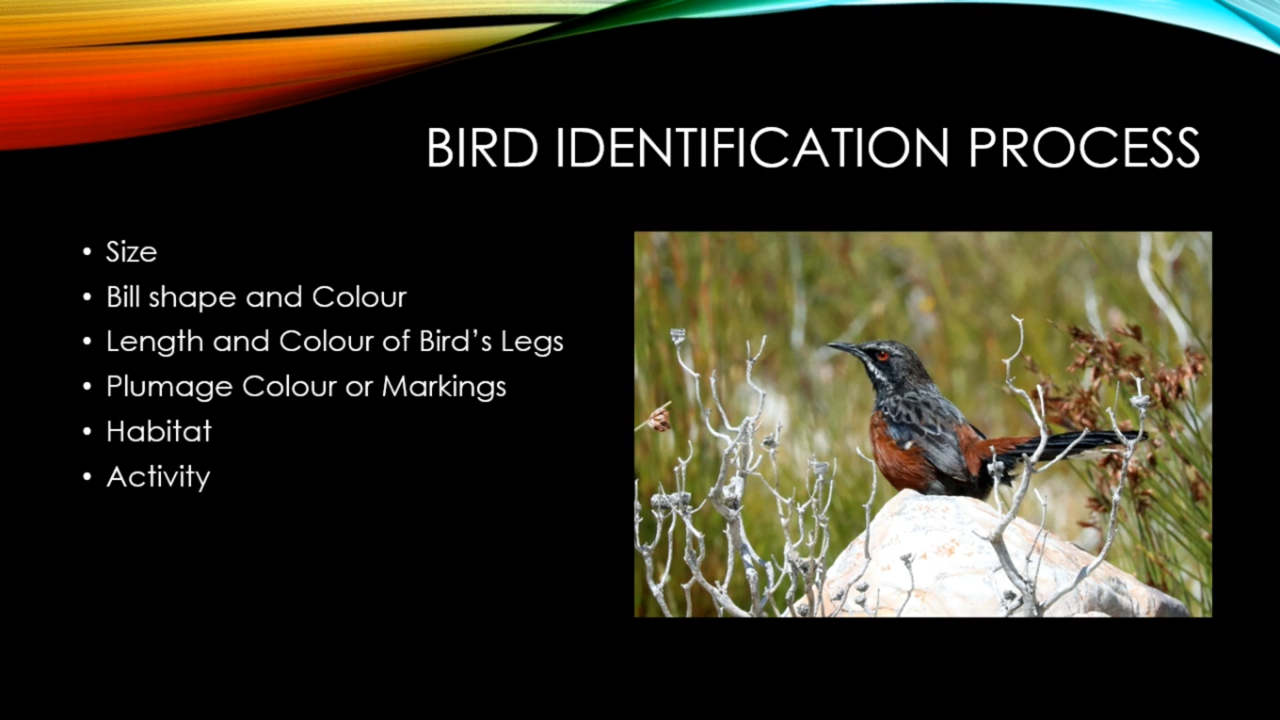 BIRD IDENTIFICATION PROCESS
• Size
• Bill shape and Colour
• Length and Colour of Bird’s Legs
• Plumage Colour or Markings
• Habitat
• Activity